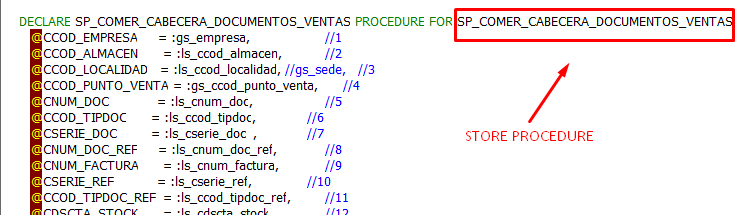 DECLARE SP_COMER_CABECERA_DOCUMENTOS_VENTAS PROCEDURE FOR SP_COMER_CABECERA_DOCUMENTOS_VENTAS
@CCOD_EMPRESA = :gs_empresa, //1
@CCOD_ALMACEN = :ls_ccod_almacen, //2
@CCOD_LOCALIDAD = :ls_ccod_localidad, //gs_sede, //3
@CCOD_PUNTO_VENTA = :gs_ccod_punto_venta, //4
@CNUM_DOC = :ls_cnum_doc, //5
@CCOD_TIPDOC = :ls_ccod_tipdoc, //6
@CSERIE_DOC = :ls_cserie_doc , //7
STORE PROCEDURE
@CNUM_DOC_REF = :ls_cnum_doc_ref, //8
@CNUM_FACTURA = :ls_cnum_factura, //9
@CSERIE_REF = :ls_cserie_ref, //10
@CCOD_TIPDOC_REF = :ls_ccod_tipdoc_ref, //11
@CDSCTA_STOCK = :ls_cdscta_stock //12